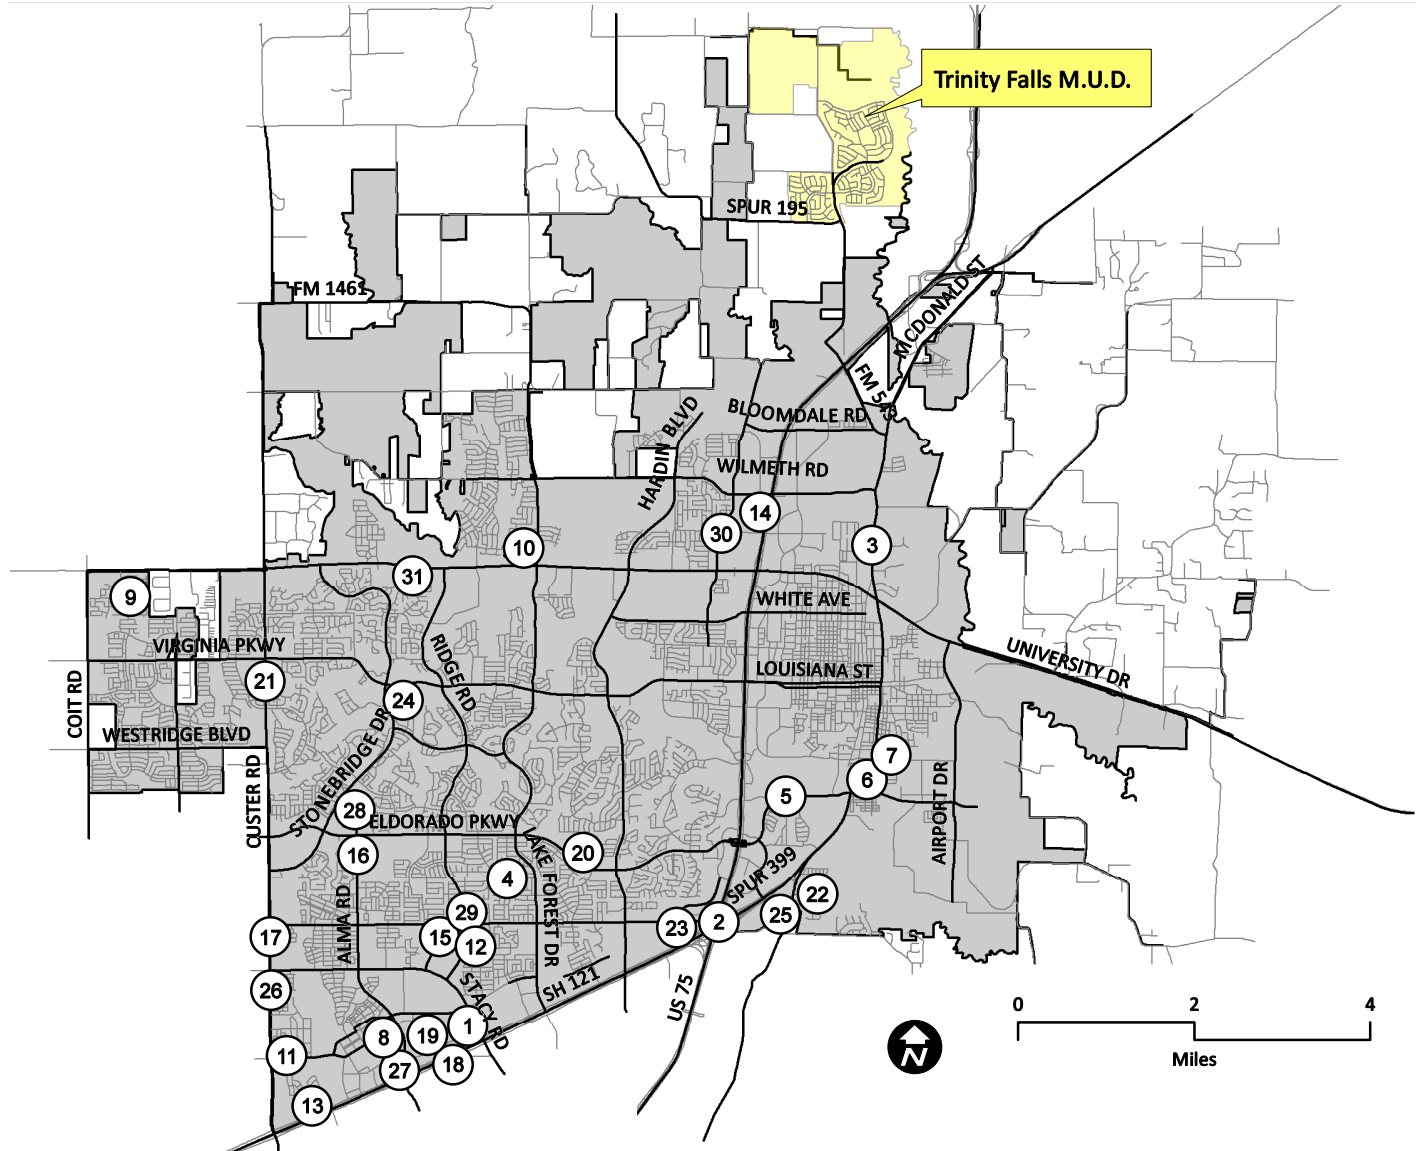 Trinity Falls M.U.D.
SPUR 195
MCDONALD ST
FM 1461
FM 543
BLOOMDALE RD
HARDIN BLVD
WILMETH RD
14
30
3
10
31
9
WHITE AVE
VIRGINIA PKWY
RIDGE RD
UNIVERSITY DR
LOUISIANA ST
21
24
COIT RD
WESTRIDGE BLVD
STONEBRIDGE DR
7
6
5
CUSTER RD
28
ELDORADO PKWY
AIRPORT DR
16
20
LAKE FOREST DR
4
SPUR 399
22
ALMA RD
29
25
17
15
12
23
2
26
STACY RD
SH 121
US 75
0
2
4
Miles
N
1
8
19
11
27
18
13